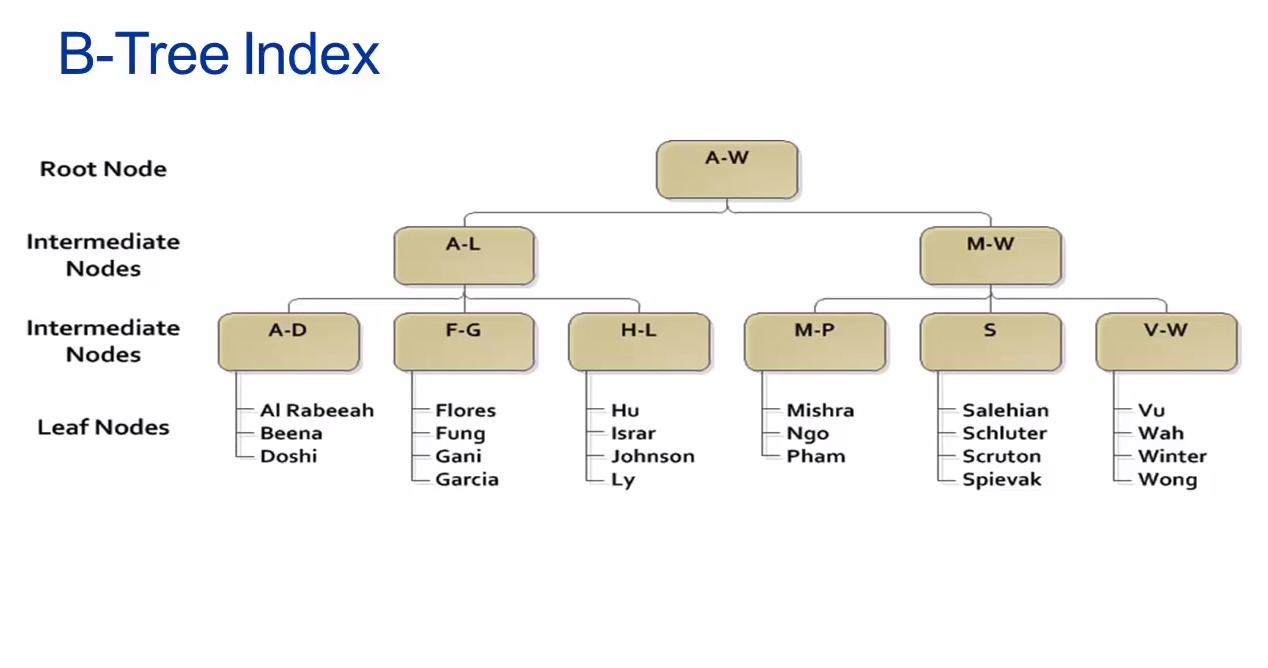 B-Tree Index
Root Node
A-W
Intermediate
Nodes
A-L
M-W
Intermediate
Nodes
A-D
F-G
H-L
M-P
S
V-W
Leaf Nodes
Al Rabeeah
Beena
Doshi
Flores
Fung
Gani
Garcia
Hu
Israr
Johnson
Ly
Mishra
Ngo
Pham
Salehian
Schluter
Scruton
Spievak
Vu
Wah
Winter
Wong